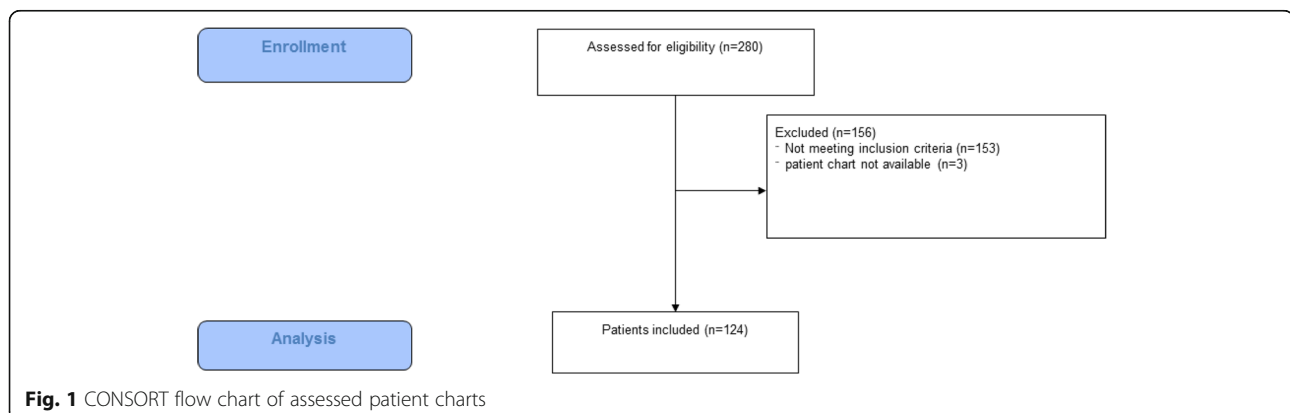 Enrollment
Assessed for eligibility (n=280)
Excluded (n=156)
- Not meeting inclusion criteria (n=153)
- patient chart not available (n=3)
Analysis
Patients included (n=124)
Fig. 1 CONSORT flow chart of assessed patient charts